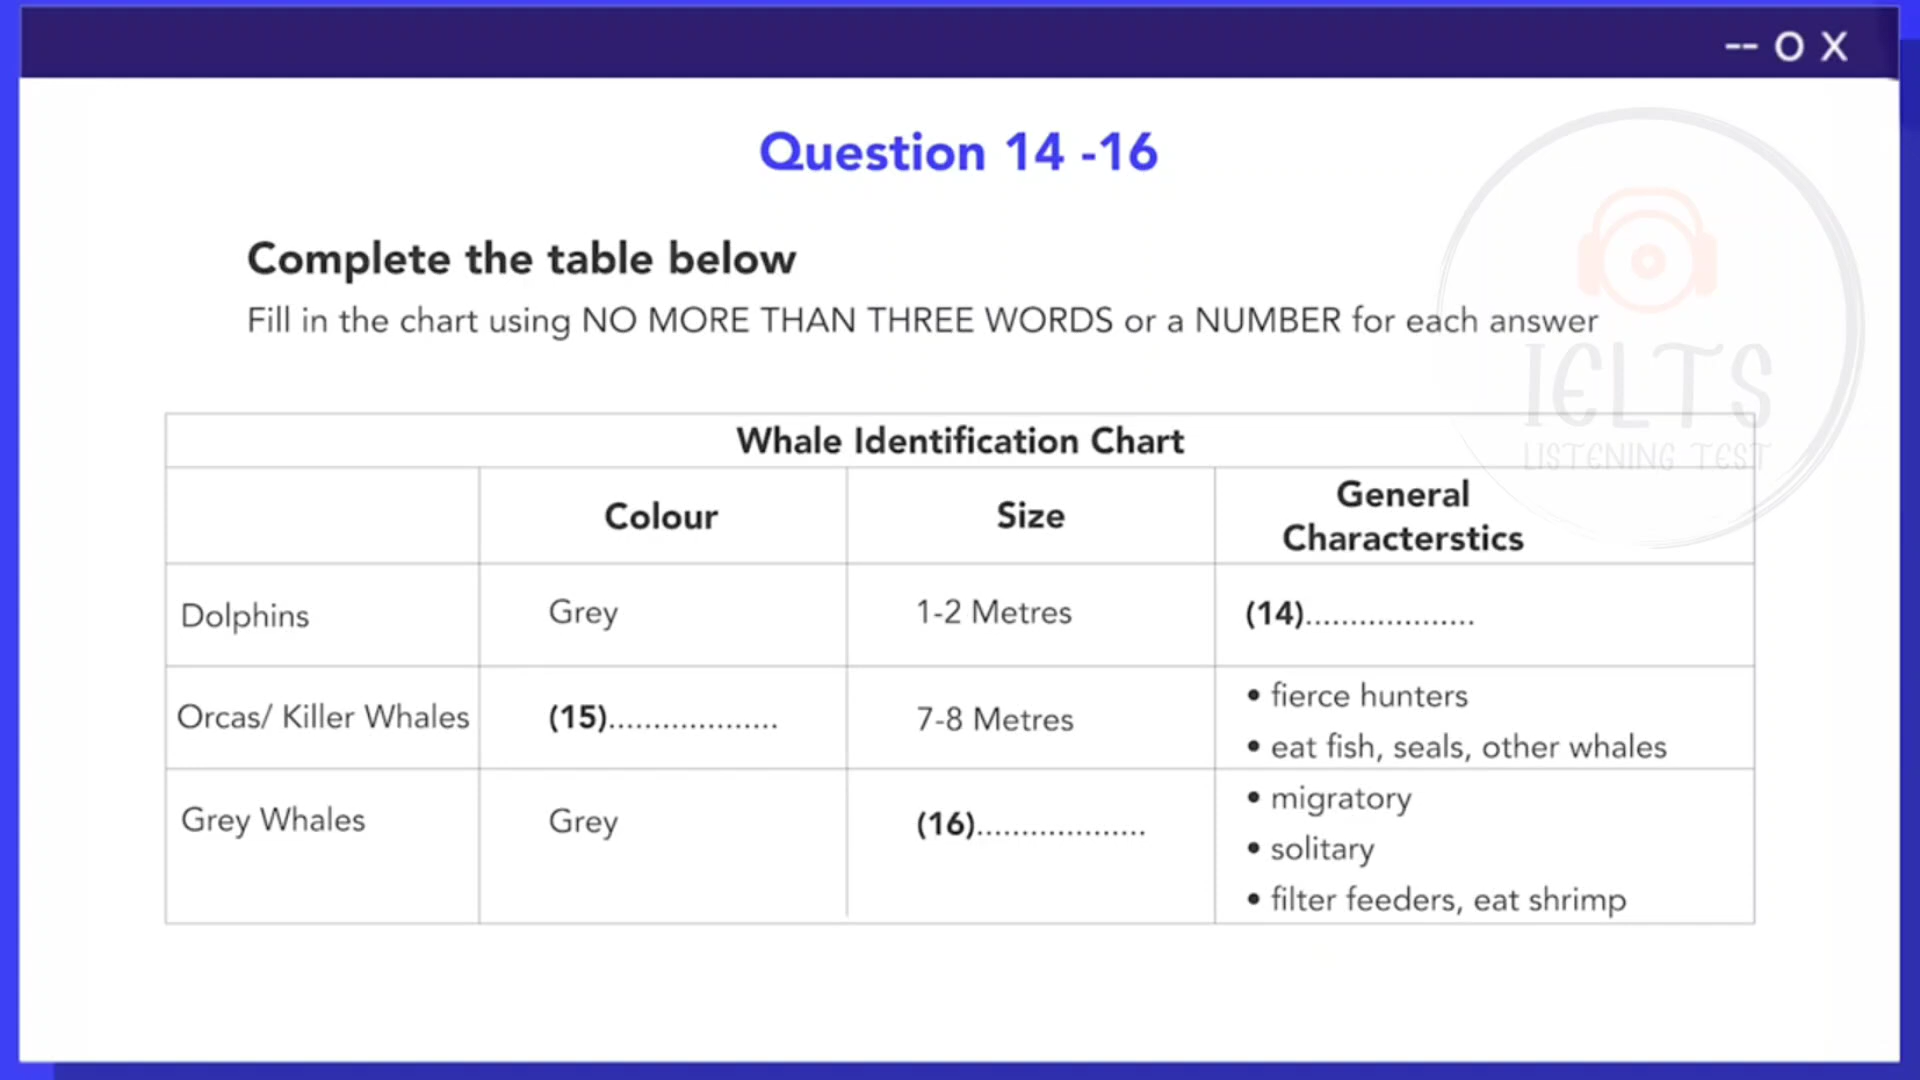 -- O X
Question 14 -16
Complete the table below
Fill in the chart using NO MORE THAN THREE WORDS or a NUMBER for each answer
IELTS
LISTENING TEST
Whale Identification Chart
Colour
Size
General
Characterstics
Dolphins
Grey
1-2 Metres
(14)...................
Orcas/ Killer Whales
(15)...................
7-8 Metres
• fierce hunters
• eat fish, seals, other whales
Grey Whales
Grey
(16)...................
• migratory
• solitary
• filter feeders, eat shrimp